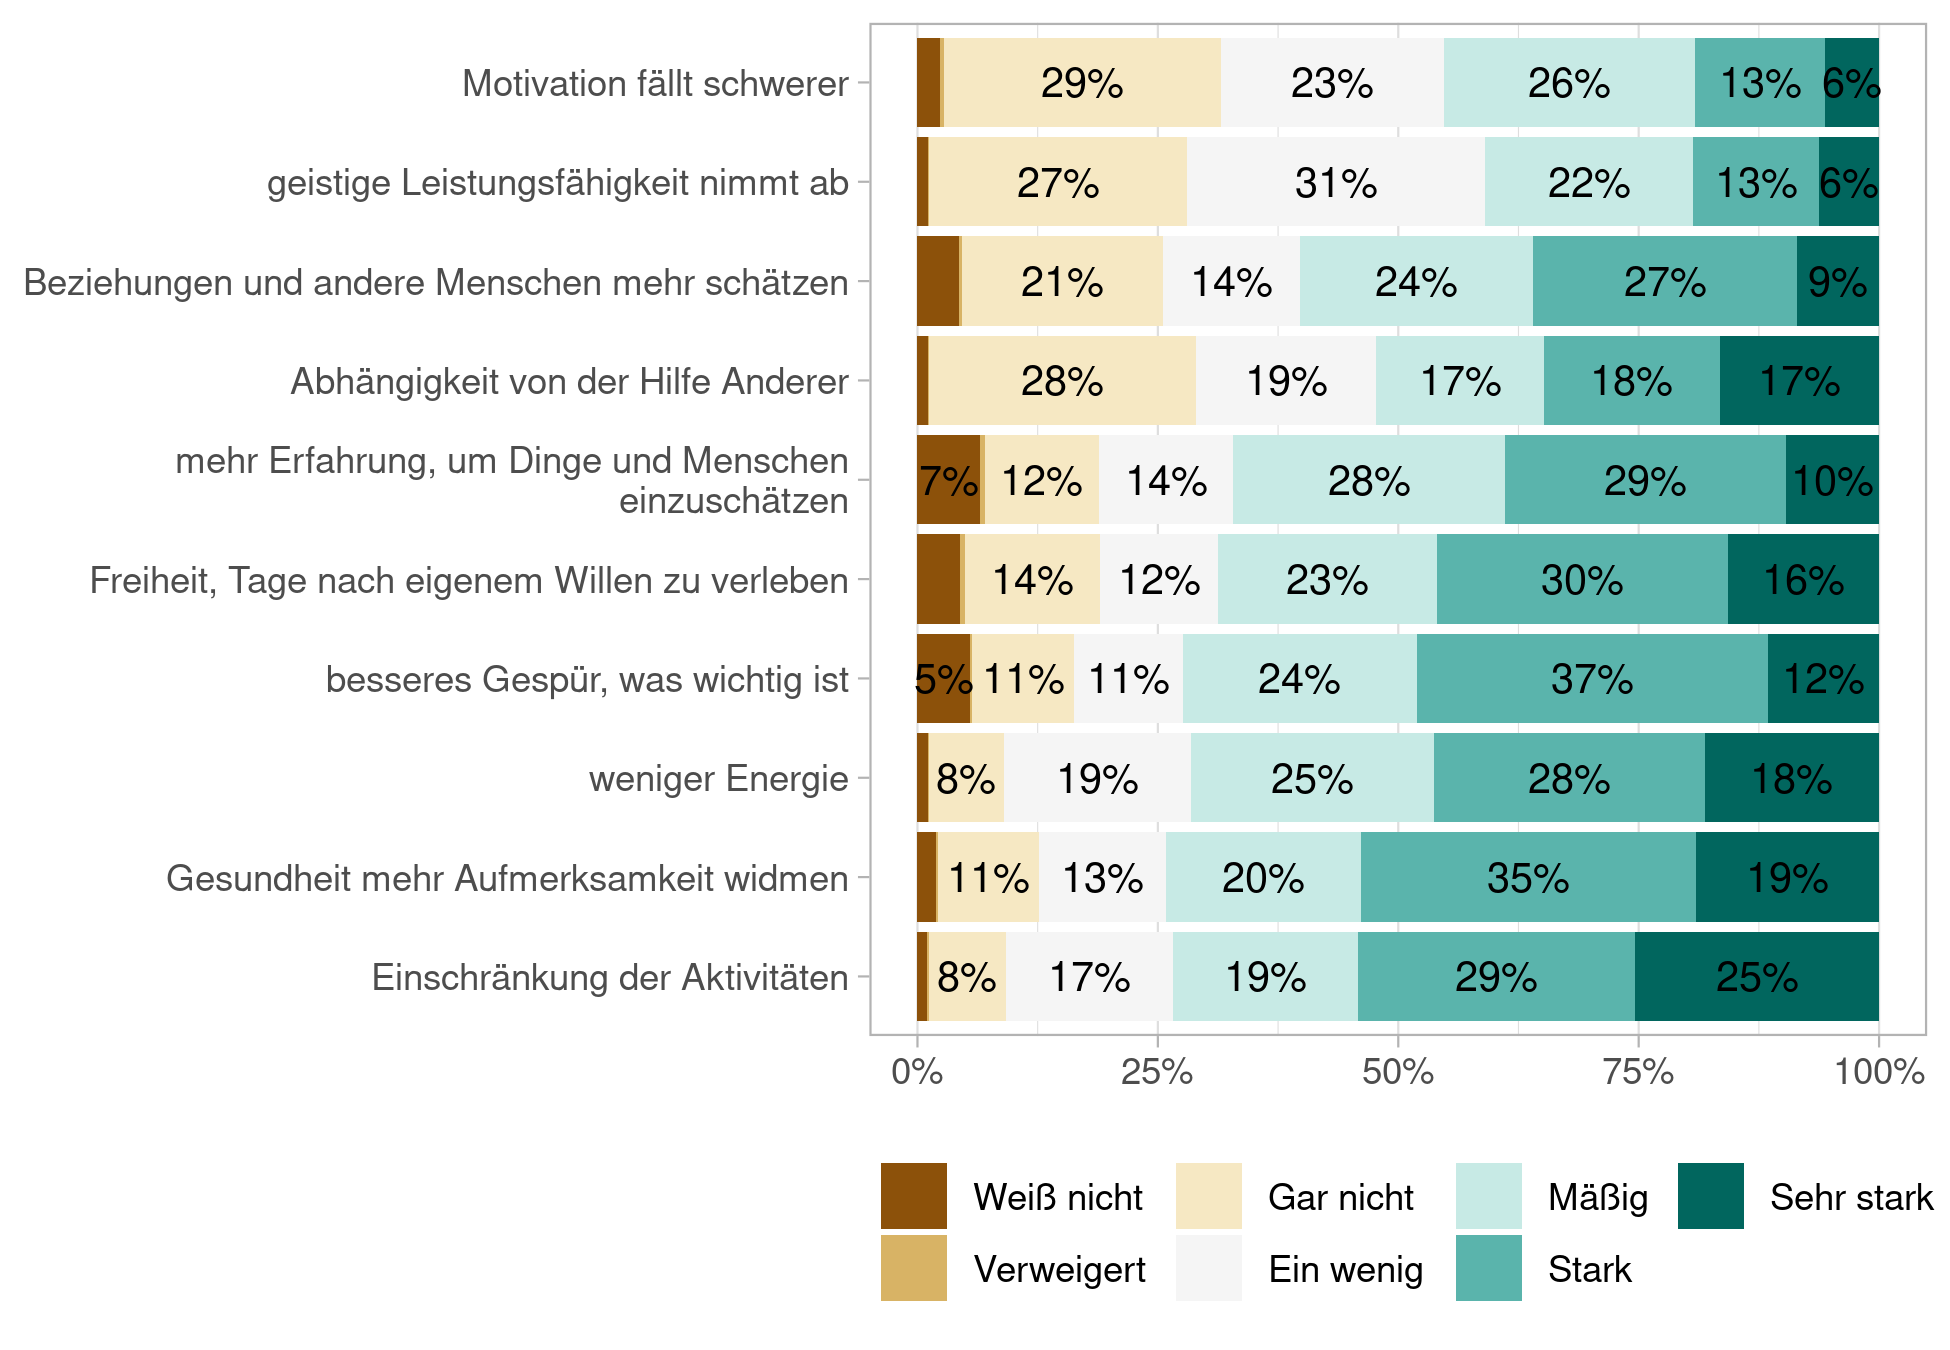 Motivation fällt schwerer 29% 23% 26% 13% 6%
geistige Leistungsfähigkeit nimmt ab 27% 31% 22% 13% 6%
Beziehungen und andere Menschen mehr schätzen 21% 14% 24% 27% 9%
Abhängigkeit von der Hilfe Anderer 28% 19% 17% 18% 17%
mehr Erfahrung, um Dinge und Menschen
einzuschätzen
7% 12% 14% 28% 29% 10%
Freiheit, Tage nach eigenem Willen zu verleben 14% 12% 23% 30% 16%
besseres Gespür, was wichtig ist 5% 11% 11% 24% 37% 12%
weniger Energie 8% 19% 25% 28% 18%
Gesundheit mehr Aufmerksamkeit widmen 11% 13% 20% 35% 19%
Einschränkung der Aktivitäten 8% 17% 19% 29% 25%
0% 25% 50% 75% 100%
Weiß nicht Gar nicht Mäßig Sehr stark
Verweigert Ein wenig Stark